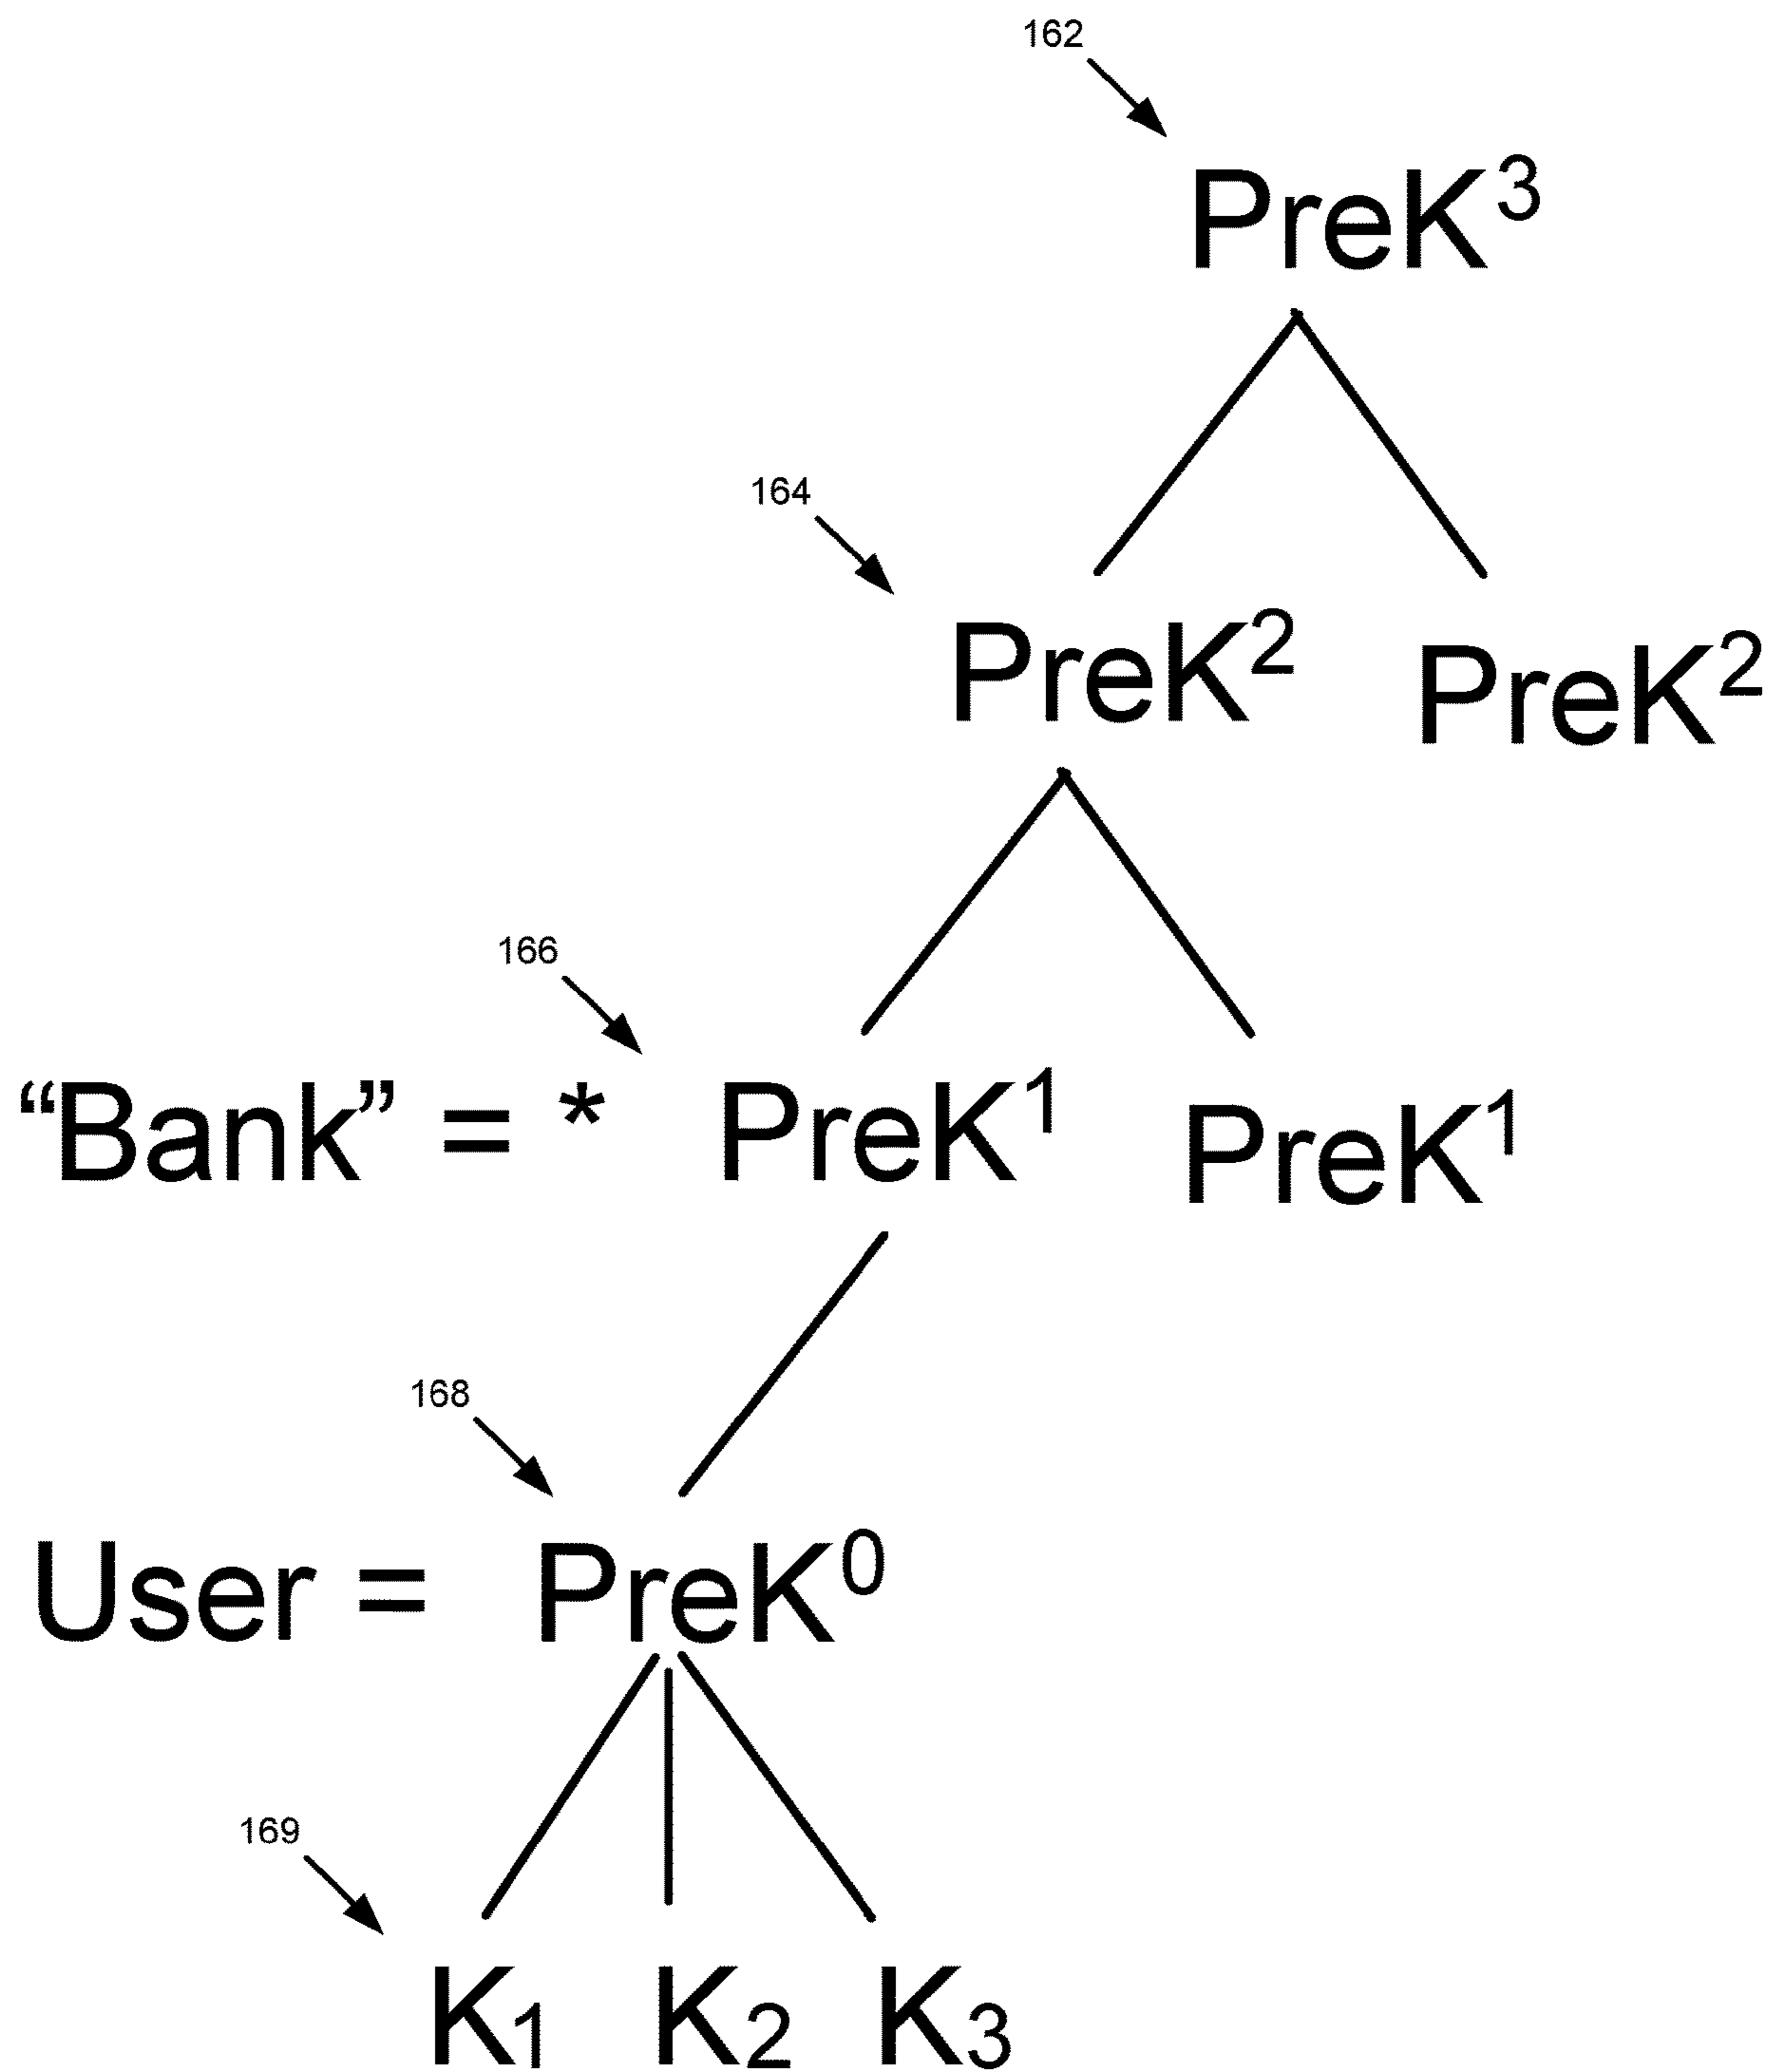 162
PreK³
164
PreK² PreK²
166
“Bank” = * PreK¹ PreK¹
168
User = PreK⁰
169
K₁ K₂ K₃